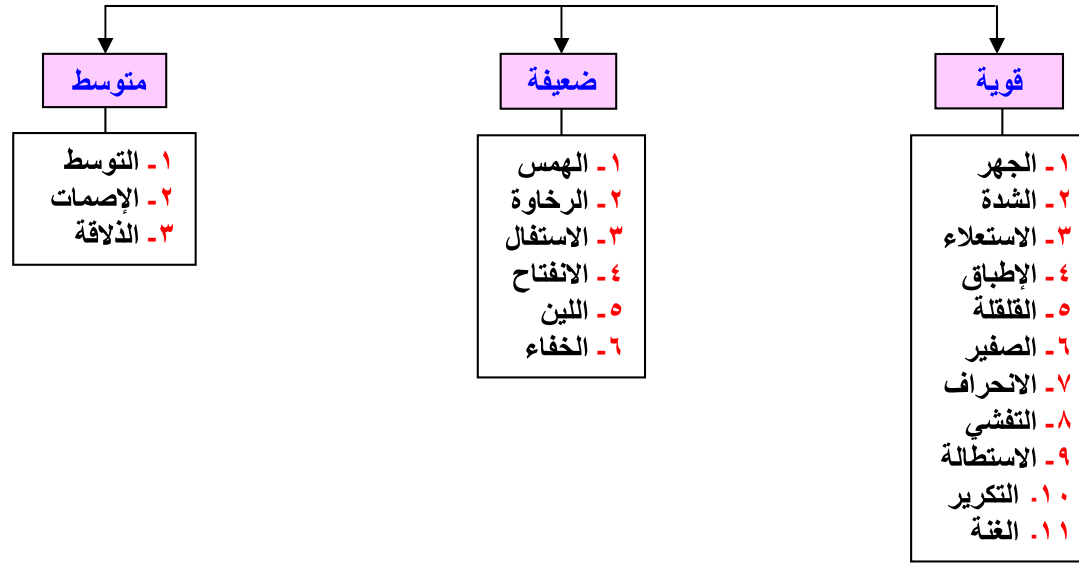 قوية
١- الجهر
٢- الشدة
٣- الاستعلاء
٤- الإطباق
٥- القلقلة
٦- الصفير
٧- الانحراف
٨- التفشي
٩- الاستطالة
١٠. التكرير
١١. الغنة
ضعيفة
١- الهمس
٢- الرخاوة
٣- الاستفال
٤- الانفتاح
٥- اللين
٦- الخفاء
متوسط
١- التوسط
٢- الإصمات
٣- الذلاقة